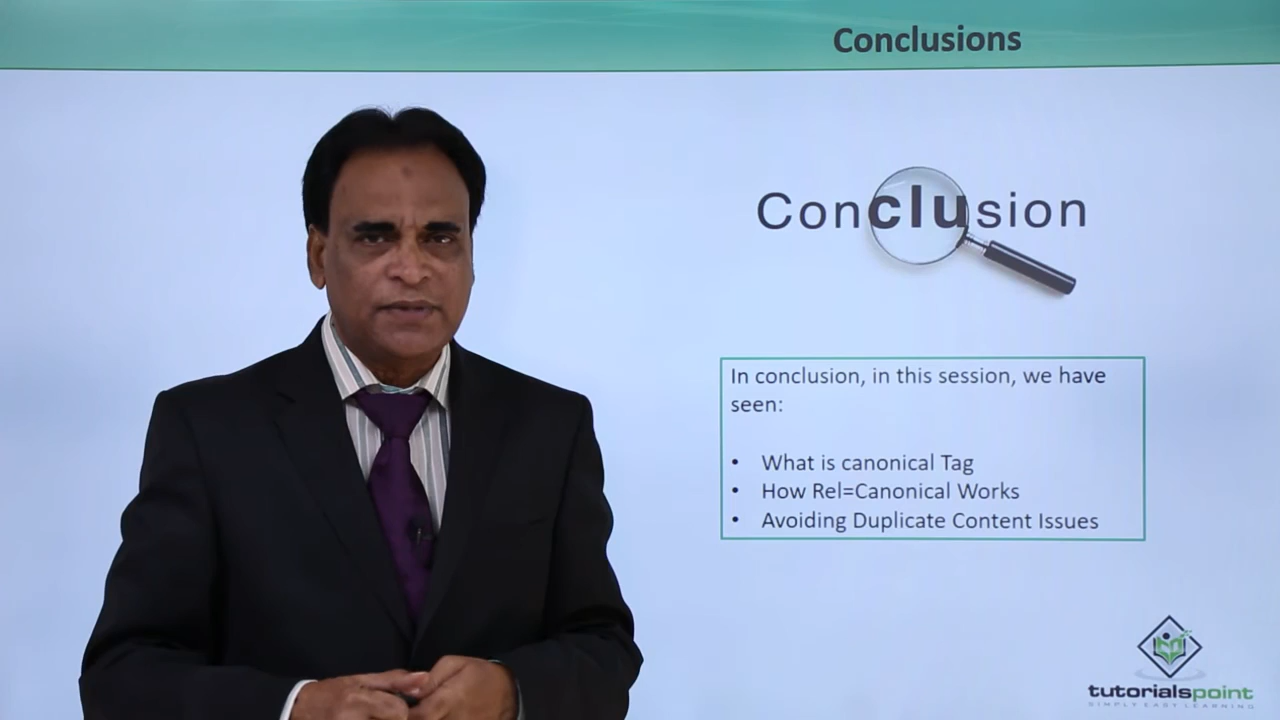 Conclusions
Conclusion
In conclusion, in this session, we have
seen:
• What is canonical Tag
• How Rel=Canonical Works
• Avoiding Duplicate Content Issues
tutorialspoint
SIMPLY EASY LEARNING